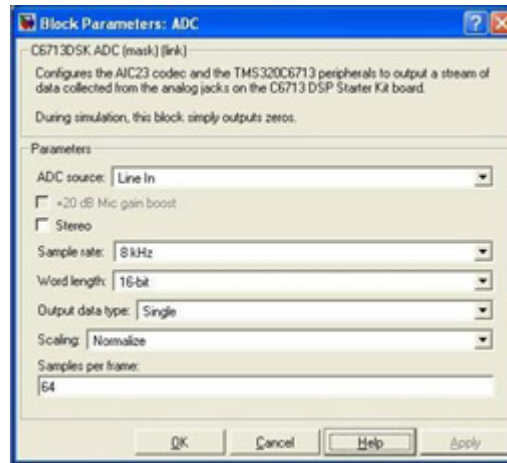 Block Parameters: ADC
C6713DSK ADC (mask) (link)
Configures the AIC23 codec and the TMS320C6713 peripherals to output a stream of
data collected from the analog jacks on the C6713 DSP Starter Kit board.
During simulation, this block simply outputs zeros.
Parameters
ADC source: Line In
+20 dB Mic gain boost
Stereo
Sample rate: 8 kHz
Word length: 16-bit
Output data type: Single
Scaling: Normalize
Samples per frame:
64
OK Cancel Help Apply